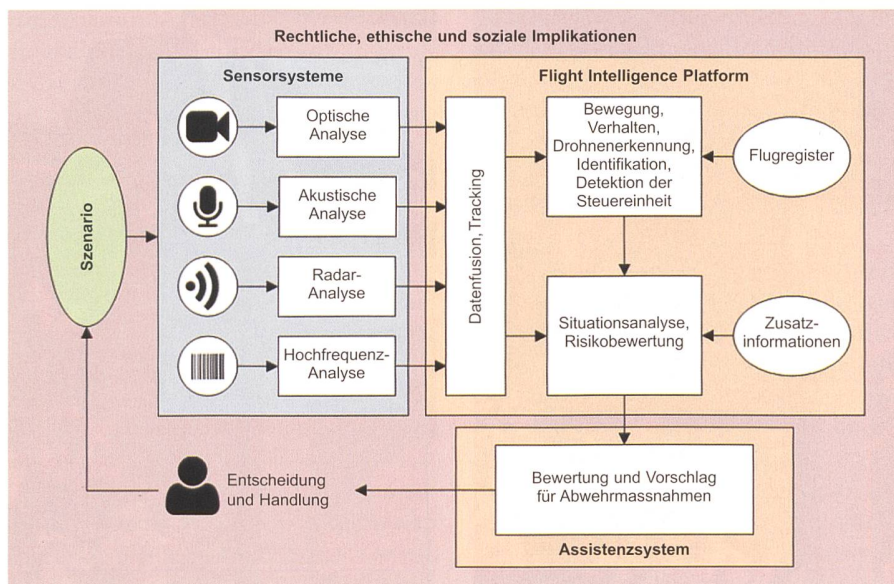 Rechtliche, ethische und soziale Implikationen
Sensorsysteme
Flight Intelligence Platform
Szenario
Optische
Analyse
Akustische
Analyse
Radar-
Analyse
Hochfrequenz-
Analyse
Datenfusion, Tracking
Bewegung,
Verhalten,
Drohnenerkennung,
Identifikation,
Detektion der
Steuereinheit
Flugregister
Situationsanalyse,
Risikobewertung
Zusatz-
informationen
Bewertung und Vorschlag
für Abwehrmassnahmen
Assistenzsystem
Entscheidung
und Handlung